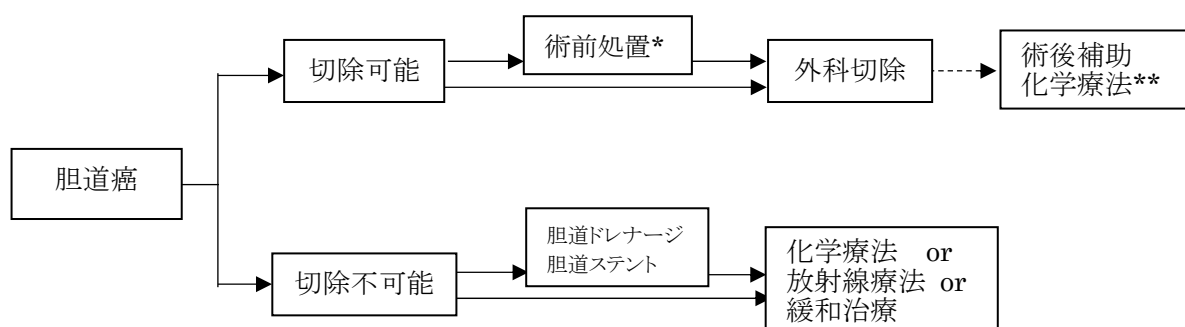 胆道癌
切除可能
術前処置*
外科切除
術後補助
化学療法**
切除不可能
胆道ドレナージ
胆道ステント
化学療法 or
放射線療法 or
緩和治療